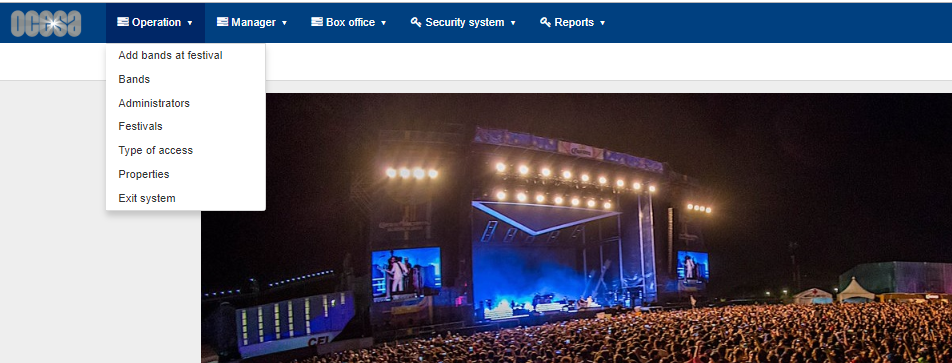 ocesa
Operation
Manager
Box office
Security system
Reports
Add bands at festival
Bands
Administrators
Festivals
Type of access
Properties
Exit system